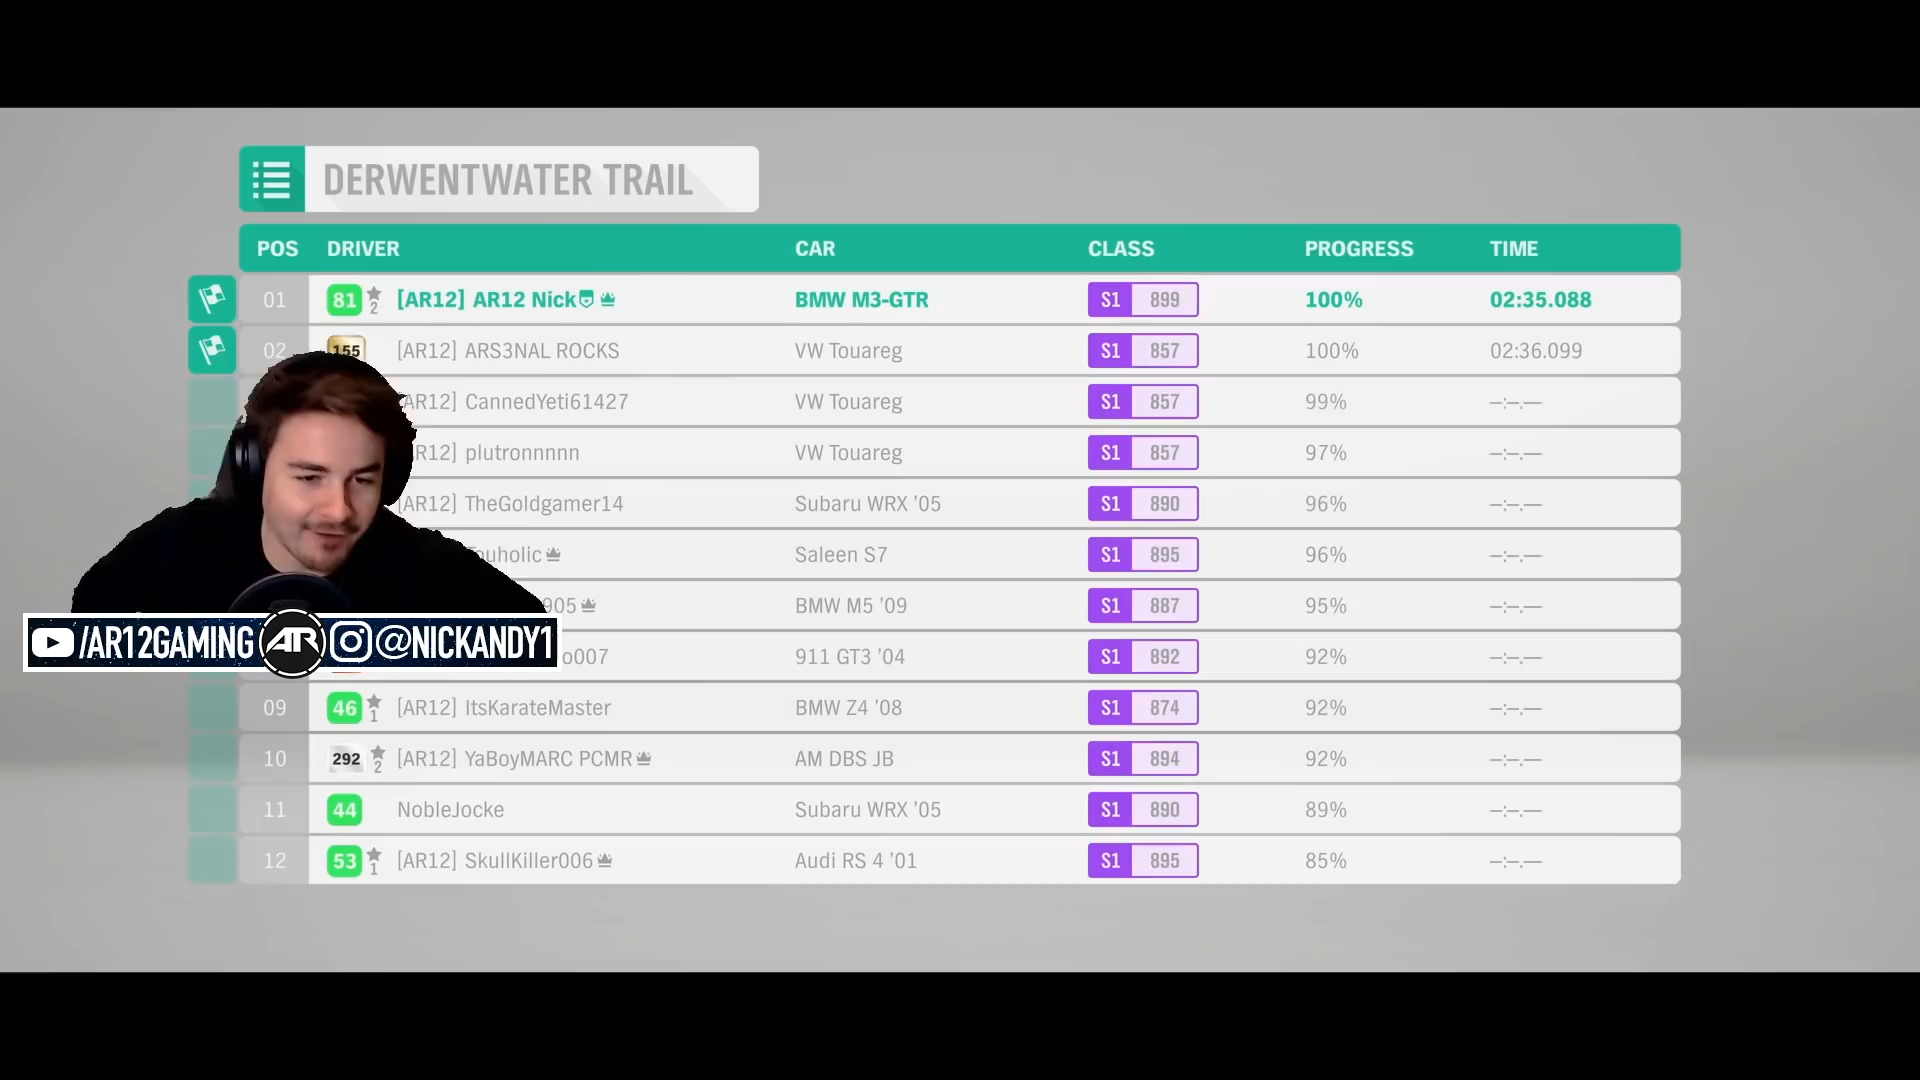 DERWENTWATER TRAIL
POS DRIVER CAR CLASS PROGRESS TIME
01 81 2 [AR12] AR12 Nick BMW M3-GTR S1 899 100% 02:35.088
02 155 [AR12] ARS3NAL ROCKS VW Touareg S1 857 100% 02:36.099
AR12] CannedYeti61427 VW Touareg S1 857 99% --:--.---
R12] plutronnnnn VW Touareg S1 857 97% --:--.---
[AR12] TheGoldgamer14 Subaru WRX '05 S1 890 96% --:--.---
ouholic Saleen S7 S1 895 96% --:--.---
905 BMW M5 '09 S1 887 95% --:--.---
/AR12GAMING AR @NICKANDY1
o007 911 GT3 '04 S1 892 92% --:--.---
09 46 1 [AR12] ItsKarateMaster BMW Z4 '08 S1 874 92% --:--.---
10 292 2 [AR12] YaBoyMARC PCMR AM DBS JB S1 894 92% --:--.---
11 44 NobleJocke Subaru WRX '05 S1 890 89% --:--.---
12 53 1 [AR12] SkullKiller006 Audi RS 4 '01 S1 895 85% --:--.---